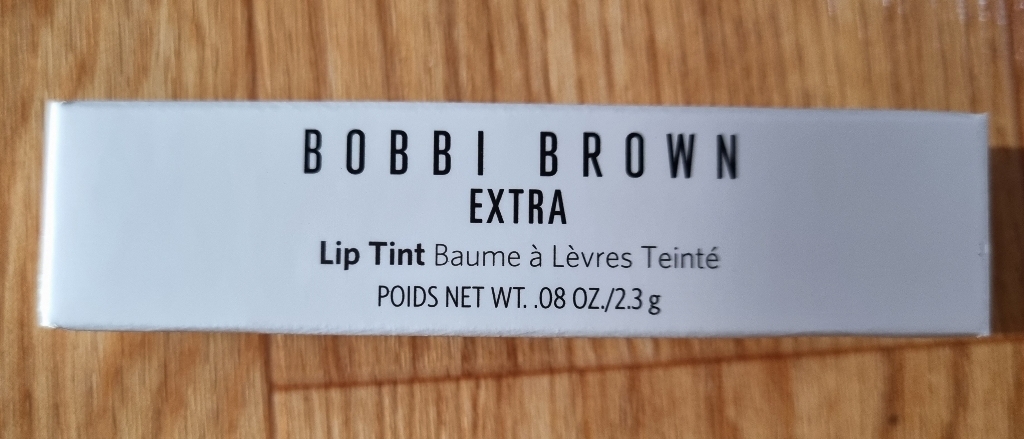 BOBBI BROWN
EXTRA
Lip Tint Baume à Lèvres Teinté
POIDS NET WT. .08 OZ./2.3 g